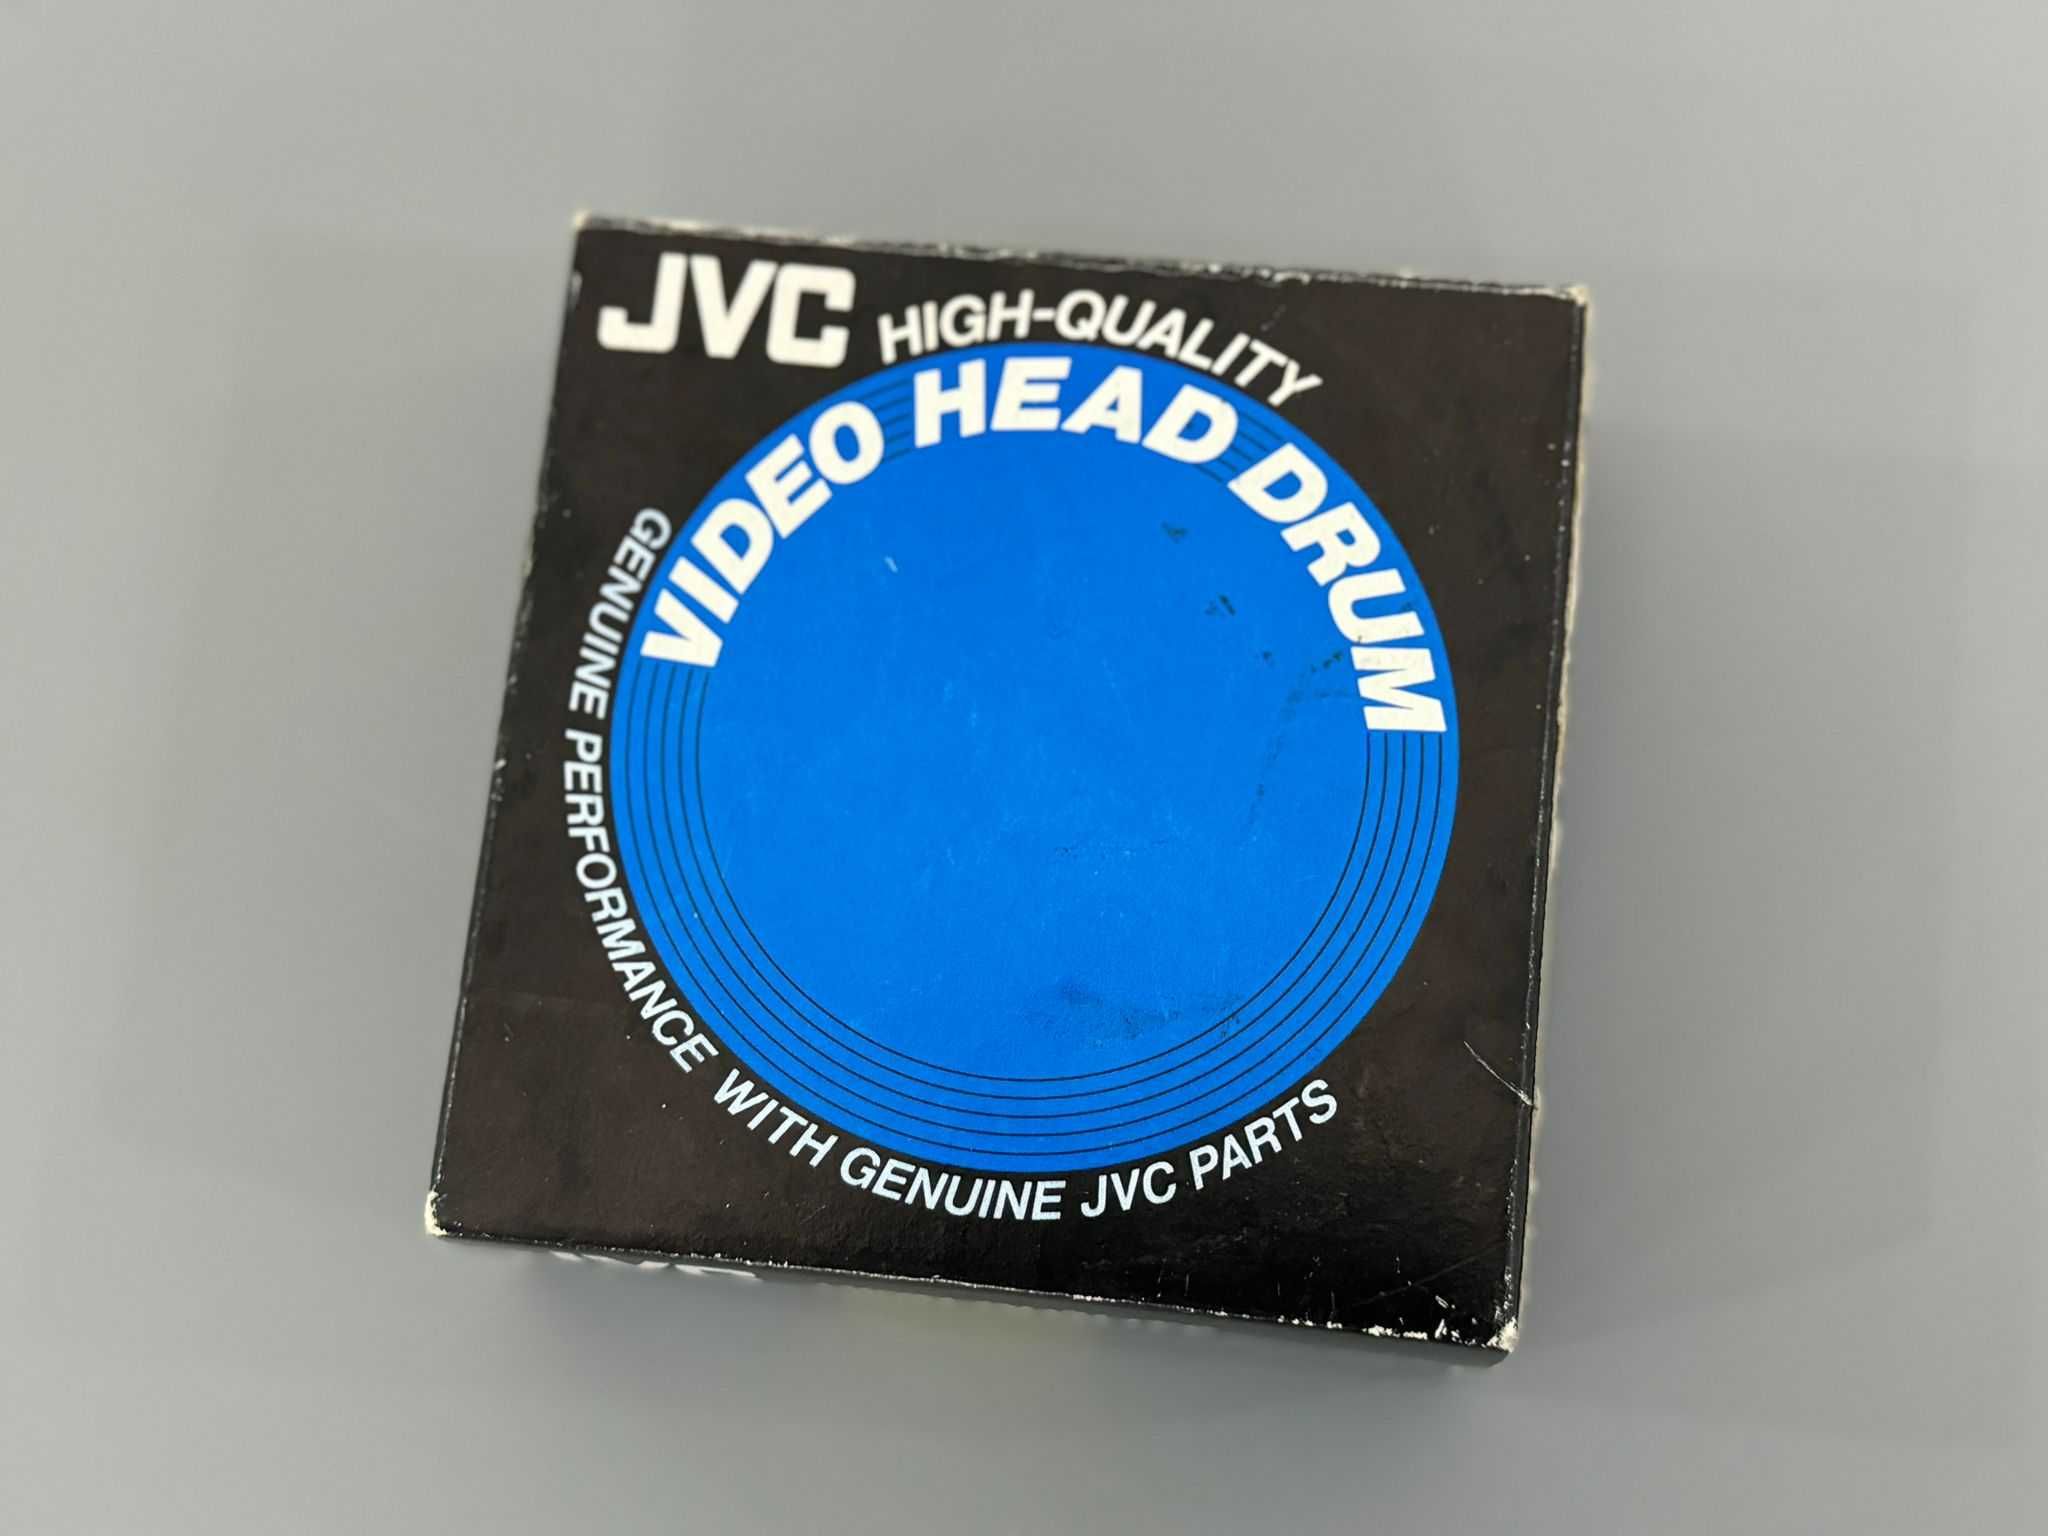 JVC
HIGH-QUALITY
VIDEO HEAD DRUM
GENUINE PERFORMANCE WITH GENUINE JVC PARTS